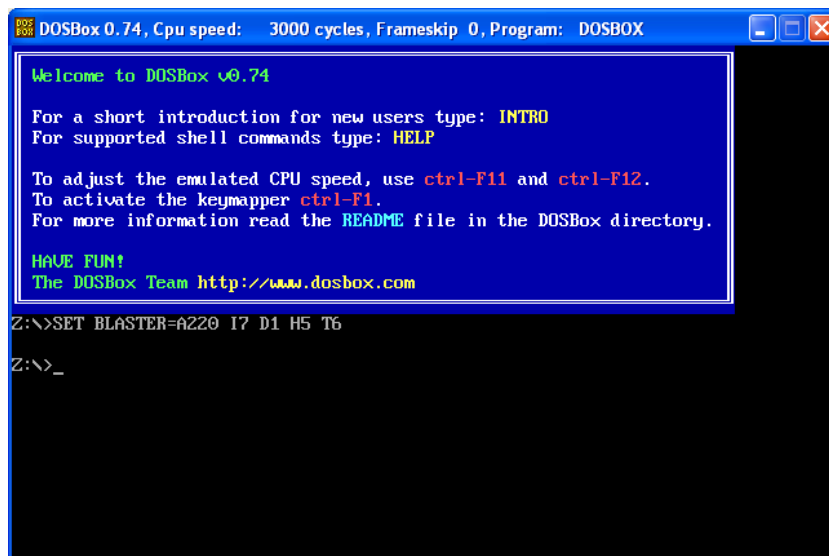 DOSBox 0.74, Cpu speed: 3000 cycles, Frameskip 0, Program: DOSBOX
Welcome to DOSBox v0.74
For a short introduction for new users type: INTRO
For supported shell commands type: HELP
To adjust the emulated CPU speed, use ctrl-F11 and ctrl-F12.
To activate the keymapper ctrl-F1.
For more information read the README file in the DOSBox directory.
HAVE FUN!
The DOSBox Team http://www.dosbox.com
Z:\>SET BLASTER=A220 I7 D1 H5 T6
Z:\>_